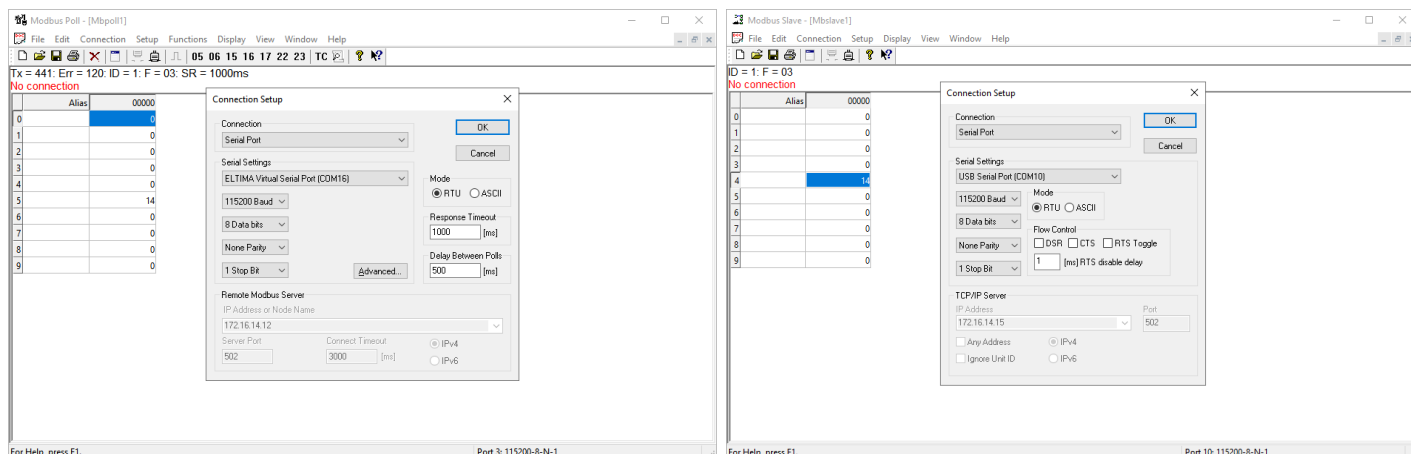 Modbus Poll - [Mbpoll1]
File Edit Connection Setup Functions Display View Window Help
05 06 15 16 17 22 23 TC
Tx = 441: Err = 120: ID = 1: F = 03: SR = 1000ms
No connection
Alias 00000
0 0
1 0
2 0
3 0
4 0
5 14
6 0
7 0
8 0
9 0
Connection Setup
Connection
Serial Port
OK
Cancel
Serial Settings
ELTIMA Virtual Serial Port (COM16)
115200 Baud
8 Data bits
None Parity
1 Stop Bit
Advanced...
Mode
RTU ASCII
Response Timeout
1000 [ms]
Delay Between Polls
500 [ms]
Remote Modbus Server
IP Address or Node Name
172.16.14.12
Server Port Connect Timeout
502 3000 [ms]
IPv4
IPv6
For Help, press F1.
Port 3: 115200-8-N-1
Modbus Slave - [Mbslave1]
File Edit Connection Setup Display View Window Help
ID = 1: F = 03
No connection
Alias 00000
0 0
1 0
2 0
3 0
4 14
5 0
6 0
7 0
8 0
9 0
Connection Setup
Connection
Serial Port
OK
Cancel
Serial Settings
USB Serial Port (COM10)
115200 Baud
8 Data bits
None Parity
1 Stop Bit
Mode
RTU ASCII
Flow Control
DSR CTS RTS Toggle
1 [ms] RTS disable delay
TCP/IP Server
IP Address Port
172.16.14.15 502
Any Address IPv4
Ignore Unit ID IPv6
For Help, press F1.
Port 10: 115200-8-N-1